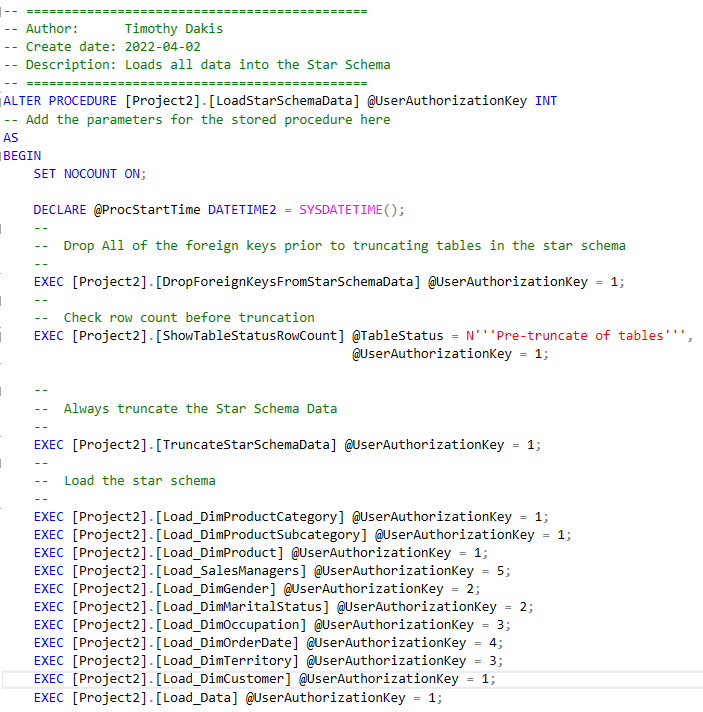 -- =============================================
-- Author:      Timothy Dakis
-- Create date: 2022-04-02
-- Description: Loads all data into the Star Schema
-- =============================================
ALTER PROCEDURE [Project2].[LoadStarSchemaData] @UserAuthorizationKey INT
-- Add the parameters for the stored procedure here
AS
BEGIN
    SET NOCOUNT ON;

    DECLARE @ProcStartTime DATETIME2 = SYSDATETIME();
    --
    --  Drop All of the foreign keys prior to truncating tables in the star schema
    --
    EXEC [Project2].[DropForeignKeysFromStarSchemaData] @UserAuthorizationKey = 1;
    --
    --  Check row count before truncation
    EXEC [Project2].[ShowTableStatusRowCount] @TableStatus = N'''Pre-truncate of tables''',
                                              @UserAuthorizationKey = 1;

    --
    --  Always truncate the Star Schema Data
    --
    EXEC [Project2].[TruncateStarSchemaData] @UserAuthorizationKey = 1;
    --
    --  Load the star schema
    --
    EXEC [Project2].[Load_DimProductCategory] @UserAuthorizationKey = 1;
    EXEC [Project2].[Load_DimProductSubcategory] @UserAuthorizationKey = 1;
    EXEC [Project2].[Load_DimProduct] @UserAuthorizationKey = 1;
    EXEC [Project2].[Load_SalesManagers] @UserAuthorizationKey = 5;
    EXEC [Project2].[Load_DimGender] @UserAuthorizationKey = 2;
    EXEC [Project2].[Load_DimMaritalStatus] @UserAuthorizationKey = 2;
    EXEC [Project2].[Load_DimOccupation] @UserAuthorizationKey = 3;
    EXEC [Project2].[Load_DimOrderDate] @UserAuthorizationKey = 4;
    EXEC [Project2].[Load_DimTerritory] @UserAuthorizationKey = 3;
    EXEC [Project2].[Load_DimCustomer] @UserAuthorizationKey = 1;
    EXEC [Project2].[Load_Data] @UserAuthorizationKey = 1;